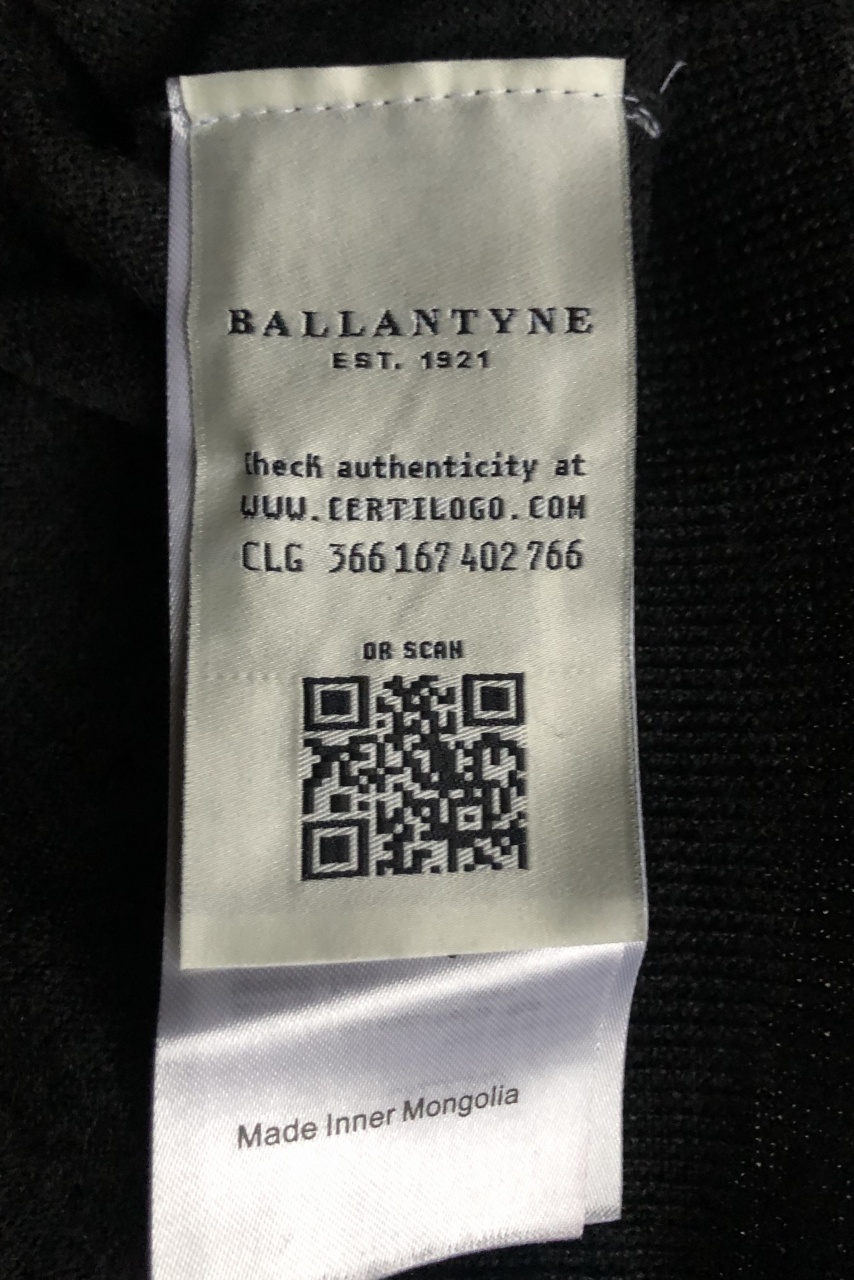 BALLANTYNE
EST. 1921
Check authenticity at
WWW.CERTILOGO.COM
CLG 366 167 402 766
OR SCAN
Made Inner Mongolia